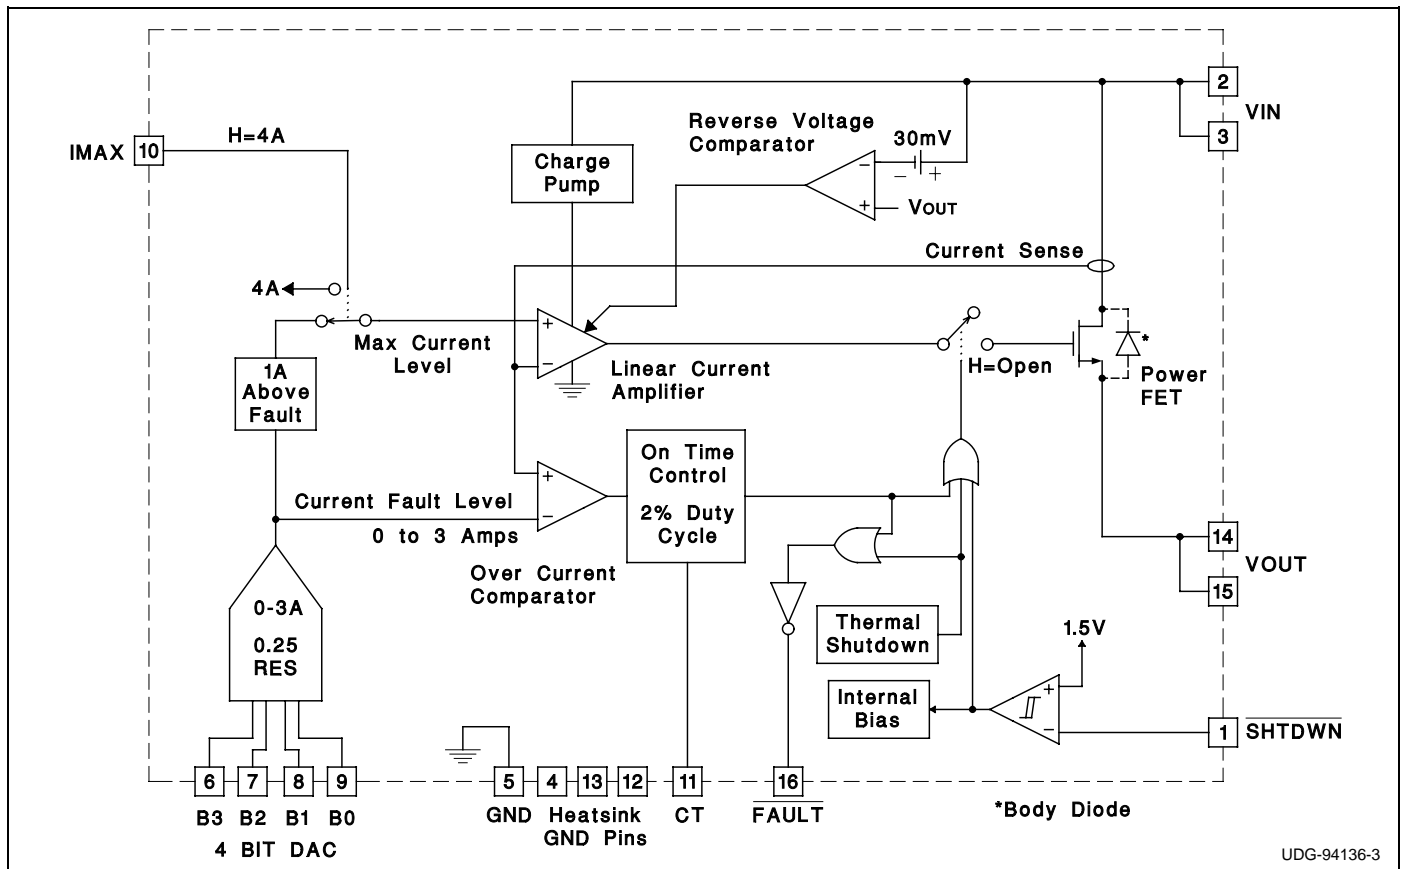 2
VIN
3
Reverse Voltage
Comparator
30mV
−
− +
+
VOUT
H=4A
IMAX 10
Charge
Pump
Current Sense
4A
+
−
Max Current
Level
Linear Current
Amplifier
H=Open
*
Power
FET
1A
Above
Fault
On Time
Control
2% Duty
Cycle
+
−
Current Fault Level
0 to 3 Amps
Over Current
Comparator
14
VOUT
15
0-3A
0.25
RES
Thermal
Shutdown
1.5V
Internal
Bias
+
−
1 SHTDWN
6 7 8 9 5 4 13 12 11 16
B3 B2 B1 B0
4 BIT DAC
GND Heatsink
GND Pins
CT
FAULT
*Body Diode
UDG-94136-3